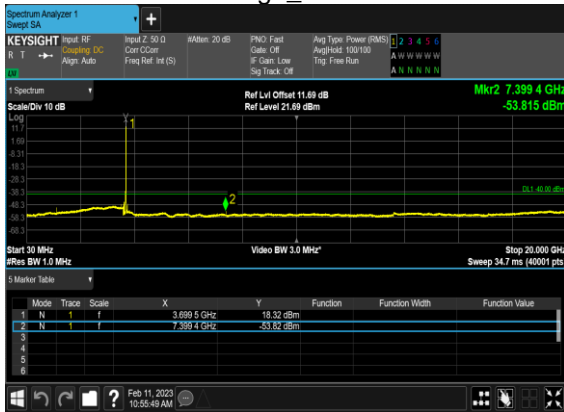 Spectrum Analyzer 1
Swept SA
+
KEYSIGHT Input: RF Input Z: 50 Ω #Atten: 20 dB PNO: Fast Avg Type: Power (RMS) 1 2 3 4 5 6
R T Coupling: DC Corr CCorr Gate: Off Avg|Hold: 100/100 A W W W W W
Align: Auto Freq Ref: Int (S) IF Gain: Low Trig: Free Run
Sig Track: Off A N N N N N
1 Spectrum Ref Lvl Offset 11.69 dB Mkr2 7.399 4 GHz
Scale/Div 10 dB Ref Level 21.69 dBm -53.815 dBm
Log
11.7
1.69
-8.31
-18.3
-28.3
-38.3
-48.3
-58.3
-68.3
1
2
DL1 -40.00 dBm
Start 30 MHz Video BW 3.0 MHz* Stop 20.000 GHz
#Res BW 1.0 MHz Sweep 34.7 ms (40001 pts)
5 Marker Table
Mode Trace Scale X Y Function Function Width Function Value
1 N 1 f 3.699 5 GHz 18.32 dBm
2 N 1 f 7.399 4 GHz -53.82 dBm
3
4
5
6
? Feb 11, 2023
10:55:49 AM